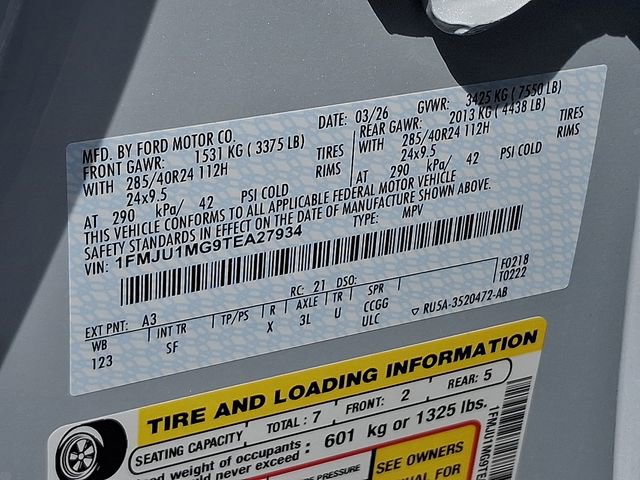 MFD. BY FORD MOTOR CO. DATE: 03/26 GVWR: 3425 KG ( 7550 LB)
FRONT GAWR: 1531 KG ( 3375 LB) REAR GAWR: 2013 KG ( 4438 LB)
WITH 285/40R24 112H TIRES WITH 285/40R24 112H TIRES
24x9.5 RIMS 24x9.5 RIMS
AT 290 kPa/ 42 PSI COLD AT 290 kPa/ 42 PSI COLD
THIS VEHICLE CONFORMS TO ALL APPLICABLE FEDERAL MOTOR VEHICLE
SAFETY STANDARDS IN EFFECT ON THE DATE OF MANUFACTURE SHOWN ABOVE.
VIN: 1FMJU1MG9TEA27934 TYPE: MPV
EXT PNT: A3 RC: 21 DSO: F0218
WB INT TR TP/PS R AXLE TR SPR T0222
123 SF X 3L U CCGG
ULC ▽ RU5A-3520472-AB
TIRE AND LOADING INFORMATION
SEATING CAPACITY TOTAL : 7 FRONT: 2 REAR: 5
weight of occupants
never exceed : 601 kg or 1325 lbs.
PRESSURE SEE OWNERS
FOR
1FMJU1MG9TE